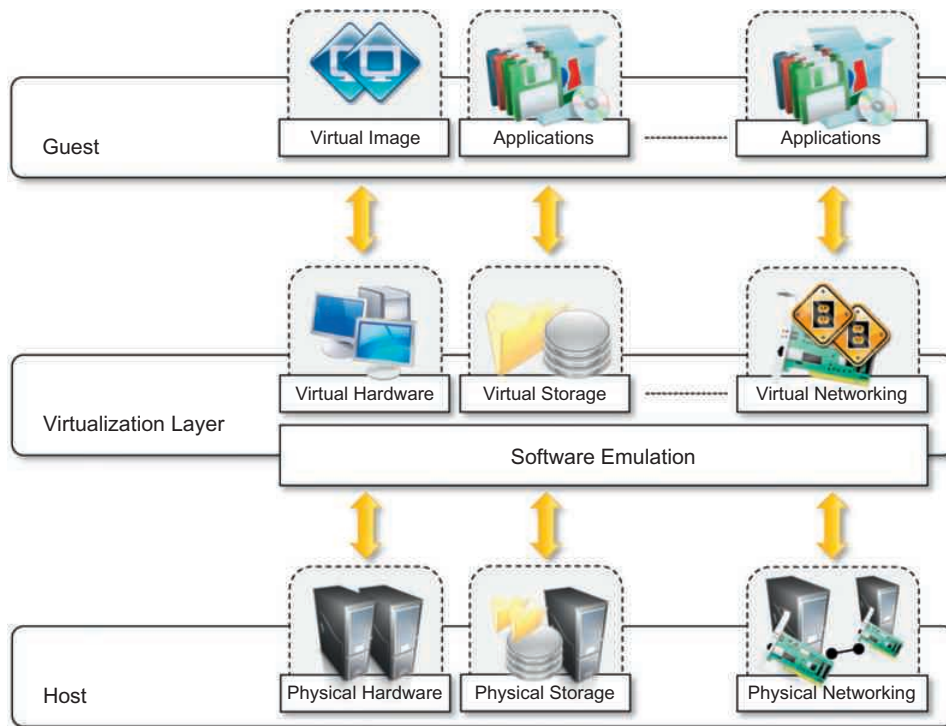 Virtual Image
Applications
Applications
Guest
Virtual Hardware
Virtual Storage
Virtual Networking
Virtualization Layer
Software Emulation
Physical Hardware
Physical Storage
Physical Networking
Host